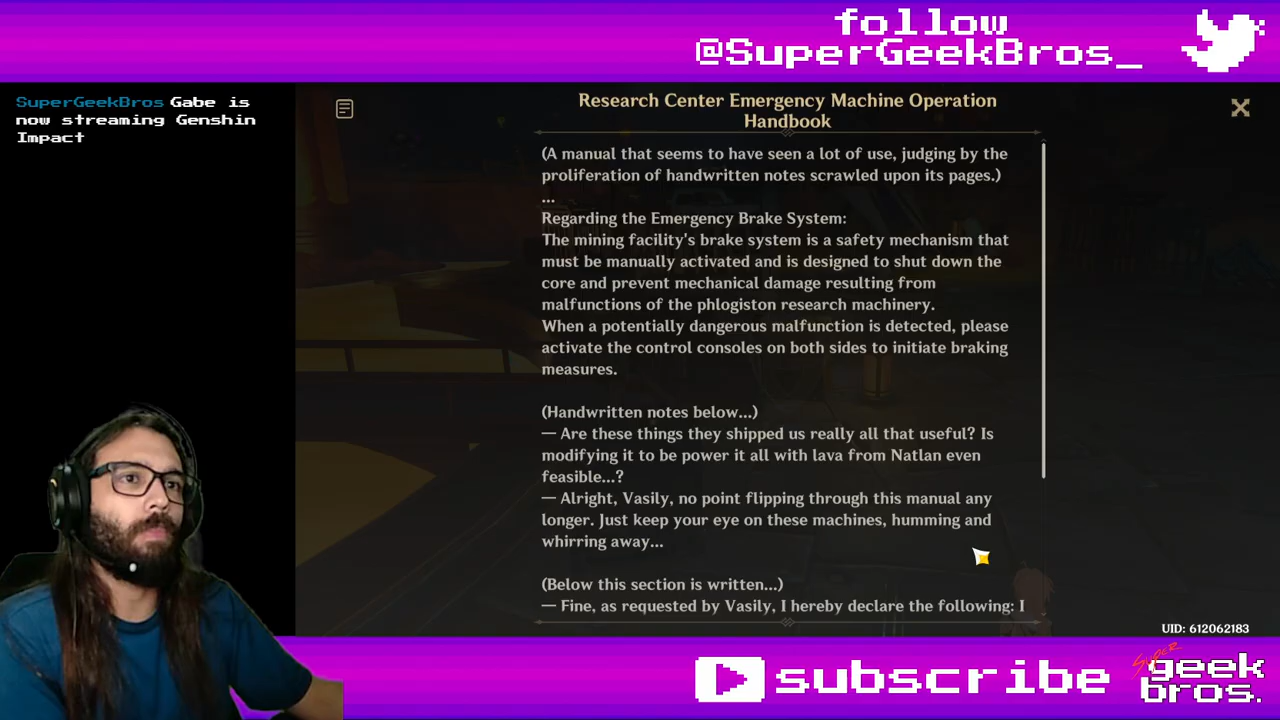 follow
@SuperGeekBros_
SuperGeekBros Gabe is
now streaming Genshin
Impact
Research Center Emergency Machine Operation
Handbook
(A manual that seems to have seen a lot of use, judging by the
proliferation of handwritten notes scrawled upon its pages.)
...
Regarding the Emergency Brake System:
The mining facility's brake system is a safety mechanism that
must be manually activated and is designed to shut down the
core and prevent mechanical damage resulting from
malfunctions of the phlogiston research machinery.
When a potentially dangerous malfunction is detected, please
activate the control consoles on both sides to initiate braking
measures.
(Handwritten notes below...)
— Are these things they shipped us really all that useful? Is
modifying it to be power it all with lava from Natlan even
feasible...?
— Alright, Vasily, no point flipping through this manual any
longer. Just keep your eye on these machines, humming and
whirring away...
(Below this section is written...)
— Fine, as requested by Vasily, I hereby declare the following: I
UID: 612062183
subscribe
super
geek
bros.